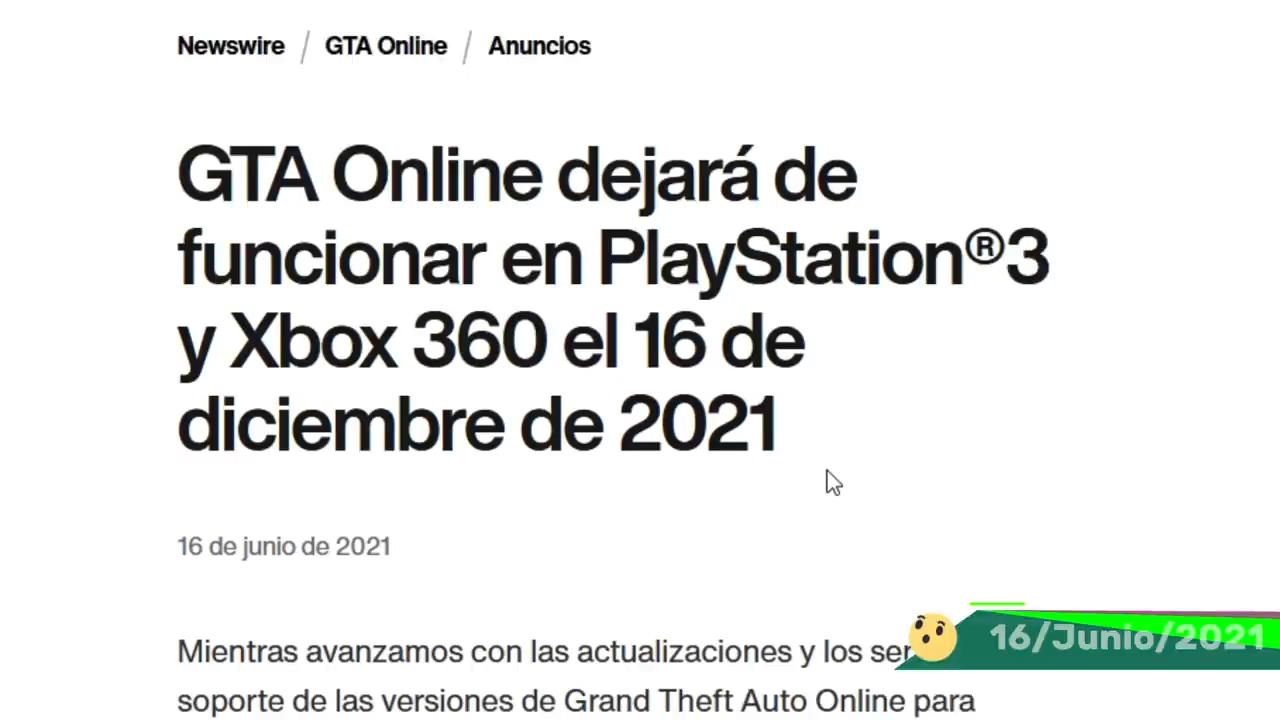 Newswire / GTA Online / Anuncios
GTA Online dejará de
funcionar en PlayStation®3
y Xbox 360 el 16 de
diciembre de 2021
16 de junio de 2021
Mientras avanzamos con las actualizaciones y los ser
16/Junio/2021
soporte de las versiones de Grand Theft Auto Online para